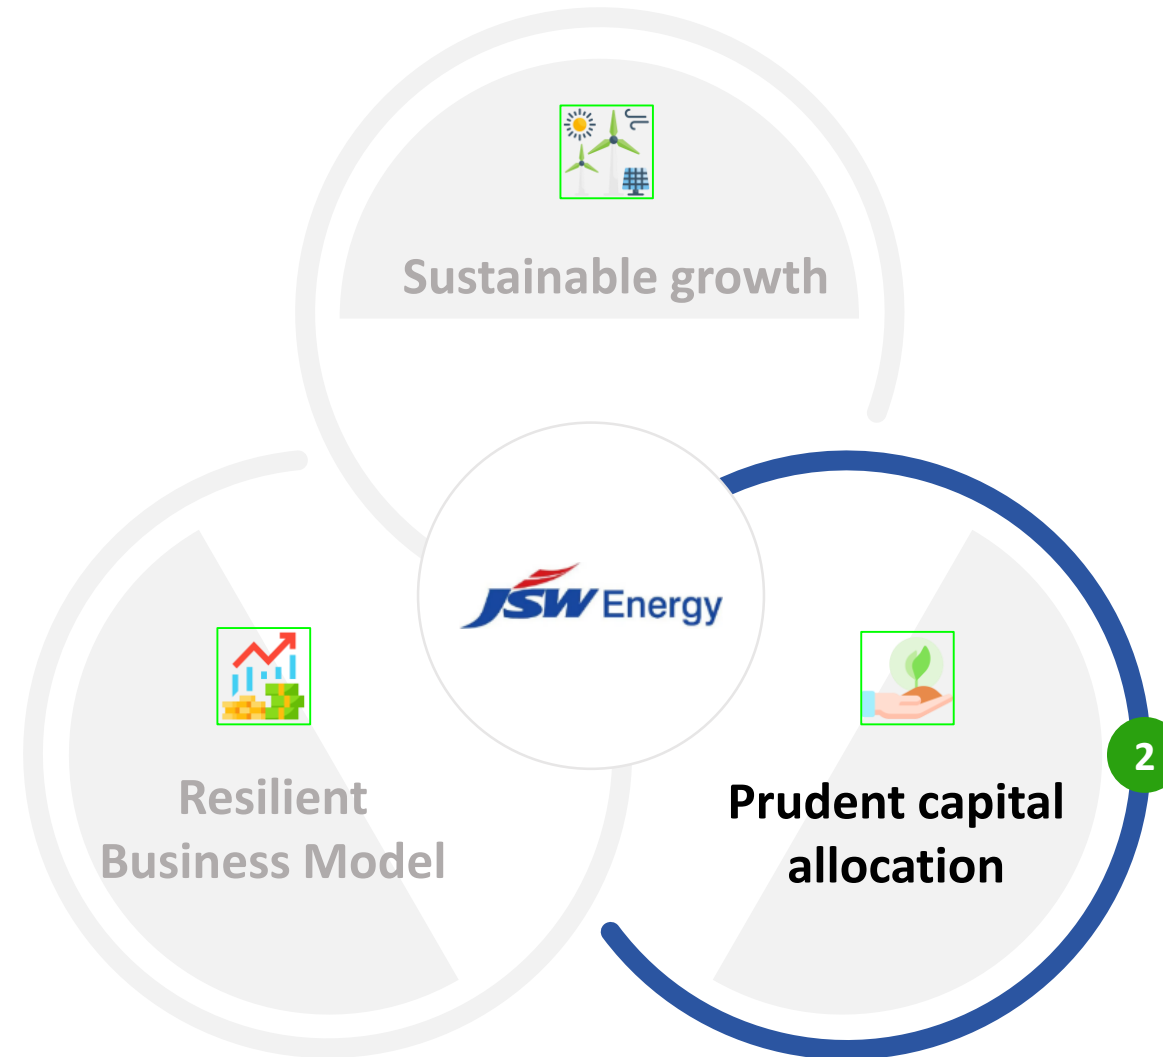 Sustainable growth
JSW Energy
Resilient
Business Model
Prudent capital
allocation
2